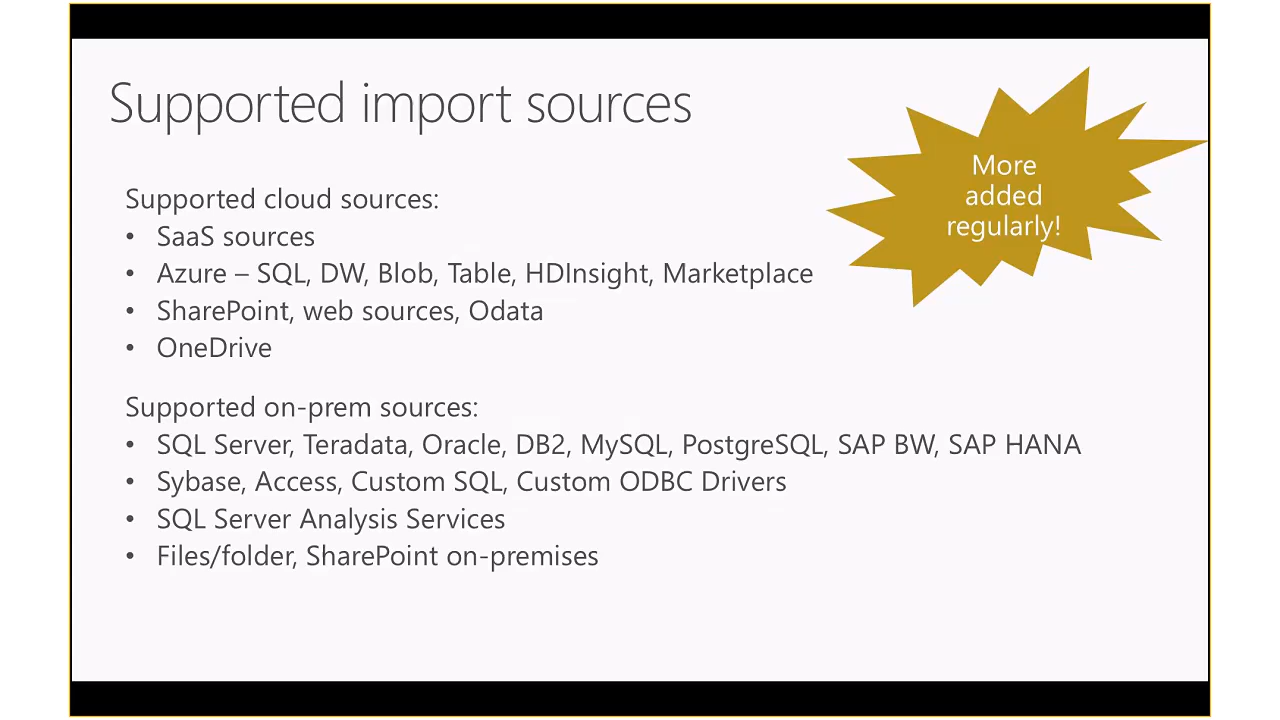 Supported import sources
More
added
regularly!
Supported cloud sources:
• SaaS sources
• Azure – SQL, DW, Blob, Table, HDInsight, Marketplace
• SharePoint, web sources, Odata
• OneDrive
Supported on-prem sources:
• SQL Server, Teradata, Oracle, DB2, MySQL, PostgreSQL, SAP BW, SAP HANA
• Sybase, Access, Custom SQL, Custom ODBC Drivers
• SQL Server Analysis Services
• Files/folder, SharePoint on-premises